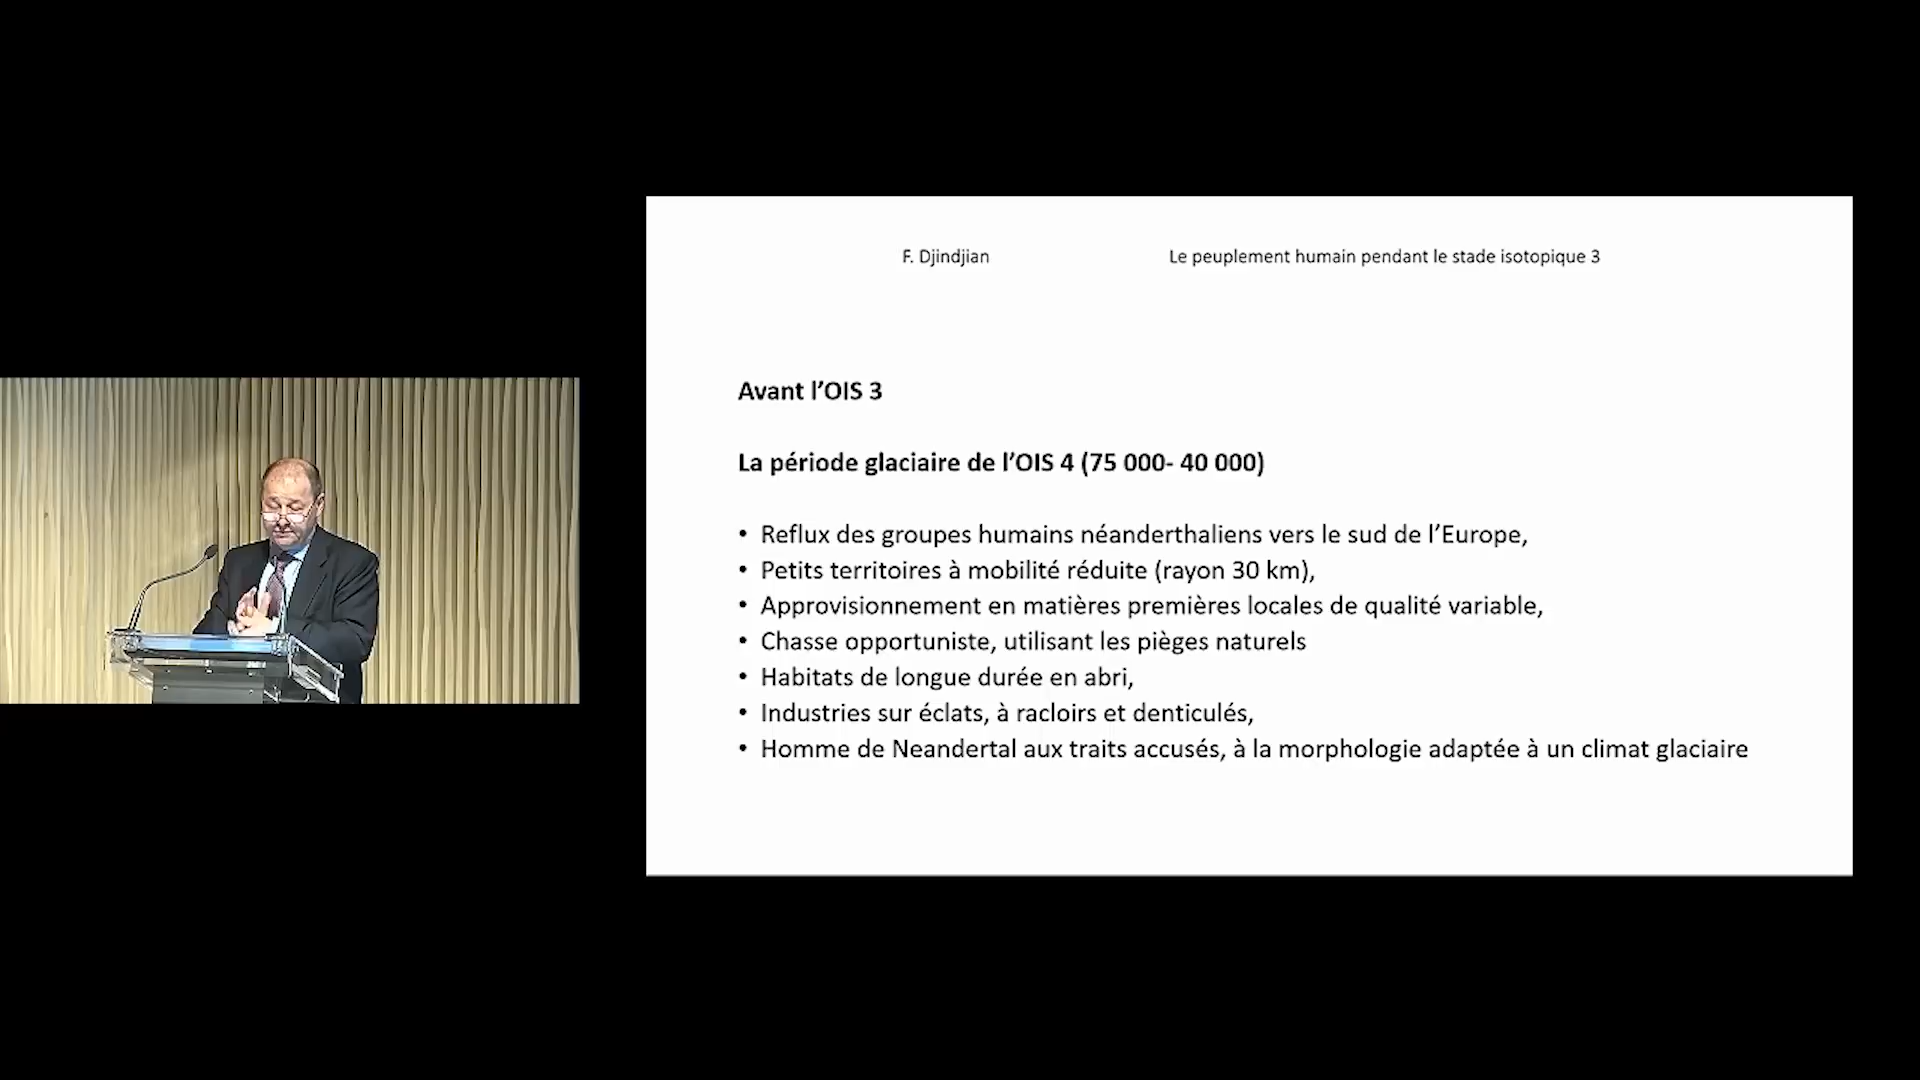 F. Djindjian
Le peuplement humain pendant le stade isotopique 3
Avant l’OIS 3
La période glaciaire de l’OIS 4 (75 000- 40 000)
• Reflux des groupes humains néanderthaliens vers le sud de l’Europe,
• Petits territoires à mobilité réduite (rayon 30 km),
• Approvisionnement en matières premières locales de qualité variable,
• Chasse opportuniste, utilisant les pièges naturels
• Habitats de longue durée en abri,
• Industries sur éclats, à racloirs et denticulés,
• Homme de Neandertal aux traits accusés, à la morphologie adaptée à un climat glaciaire